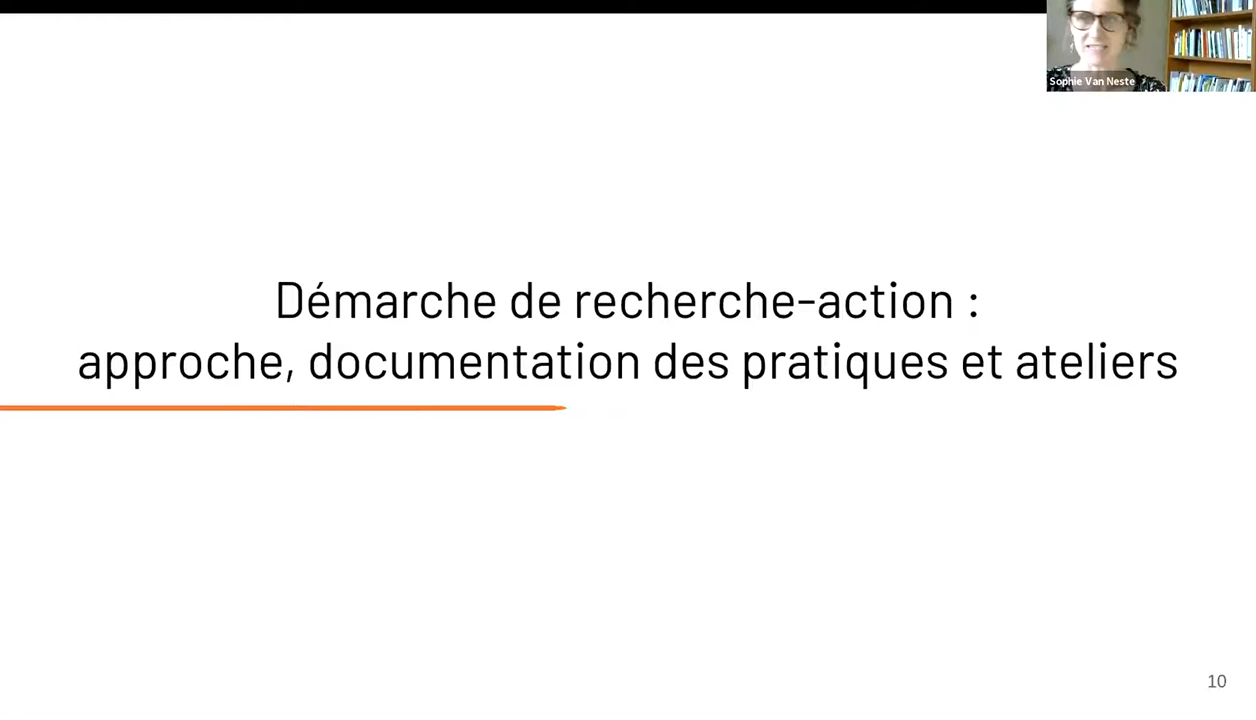 Sophie Van Neste
Démarche de recherche-action :
approche, documentation des pratiques et ateliers
10